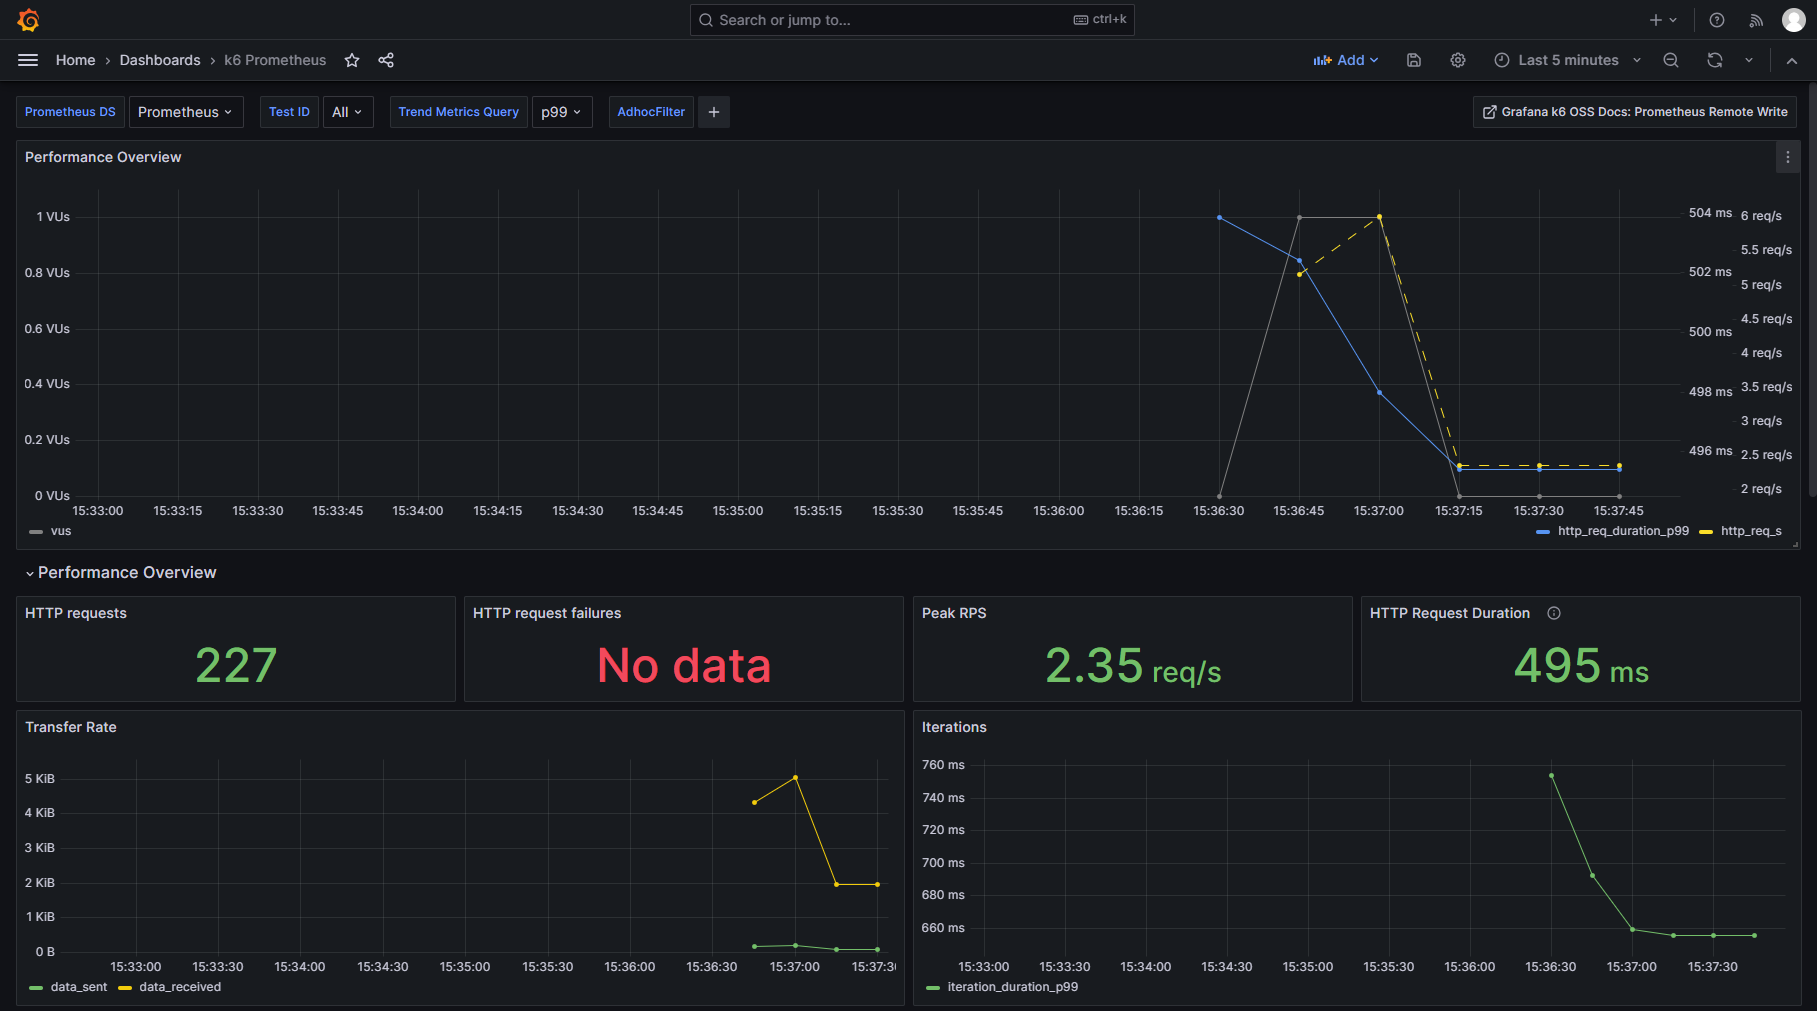 Search or jump to... ctrl+k
Home › Dashboards › k6 Prometheus Add Last 5 minutes
Prometheus DS Prometheus Test ID All Trend Metrics Query p99 AdhocFilter + Grafana k6 OSS Docs: Prometheus Remote Write
Performance Overview
1 VUs
0.8 VUs
0.6 VUs
0.4 VUs
0.2 VUs
0 VUs
504 ms
502 ms
500 ms
498 ms
496 ms
6 req/s
5.5 req/s
5 req/s
4.5 req/s
4 req/s
3.5 req/s
3 req/s
2.5 req/s
2 req/s
15:33:00 15:33:15 15:33:30 15:33:45 15:34:00 15:34:15 15:34:30 15:34:45 15:35:00 15:35:15 15:35:30 15:35:45 15:36:00 15:36:15 15:36:30 15:36:45 15:37:00 15:37:15 15:37:30 15:37:45
vus http_req_duration_p99 http_req_s
Performance Overview
HTTP requests
227
HTTP request failures
No data
Peak RPS
2.35 req/s
HTTP Request Duration
495 ms
Transfer Rate
5 KiB
4 KiB
3 KiB
2 KiB
1 KiB
0 B
15:33:00 15:33:30 15:34:00 15:34:30 15:35:00 15:35:30 15:36:00 15:36:30 15:37:00 15:37:3
data_sent data_received
Iterations
760 ms
740 ms
720 ms
700 ms
680 ms
660 ms
15:33:00 15:33:30 15:34:00 15:34:30 15:35:00 15:35:30 15:36:00 15:36:30 15:37:00 15:37:30
iteration_duration_p99